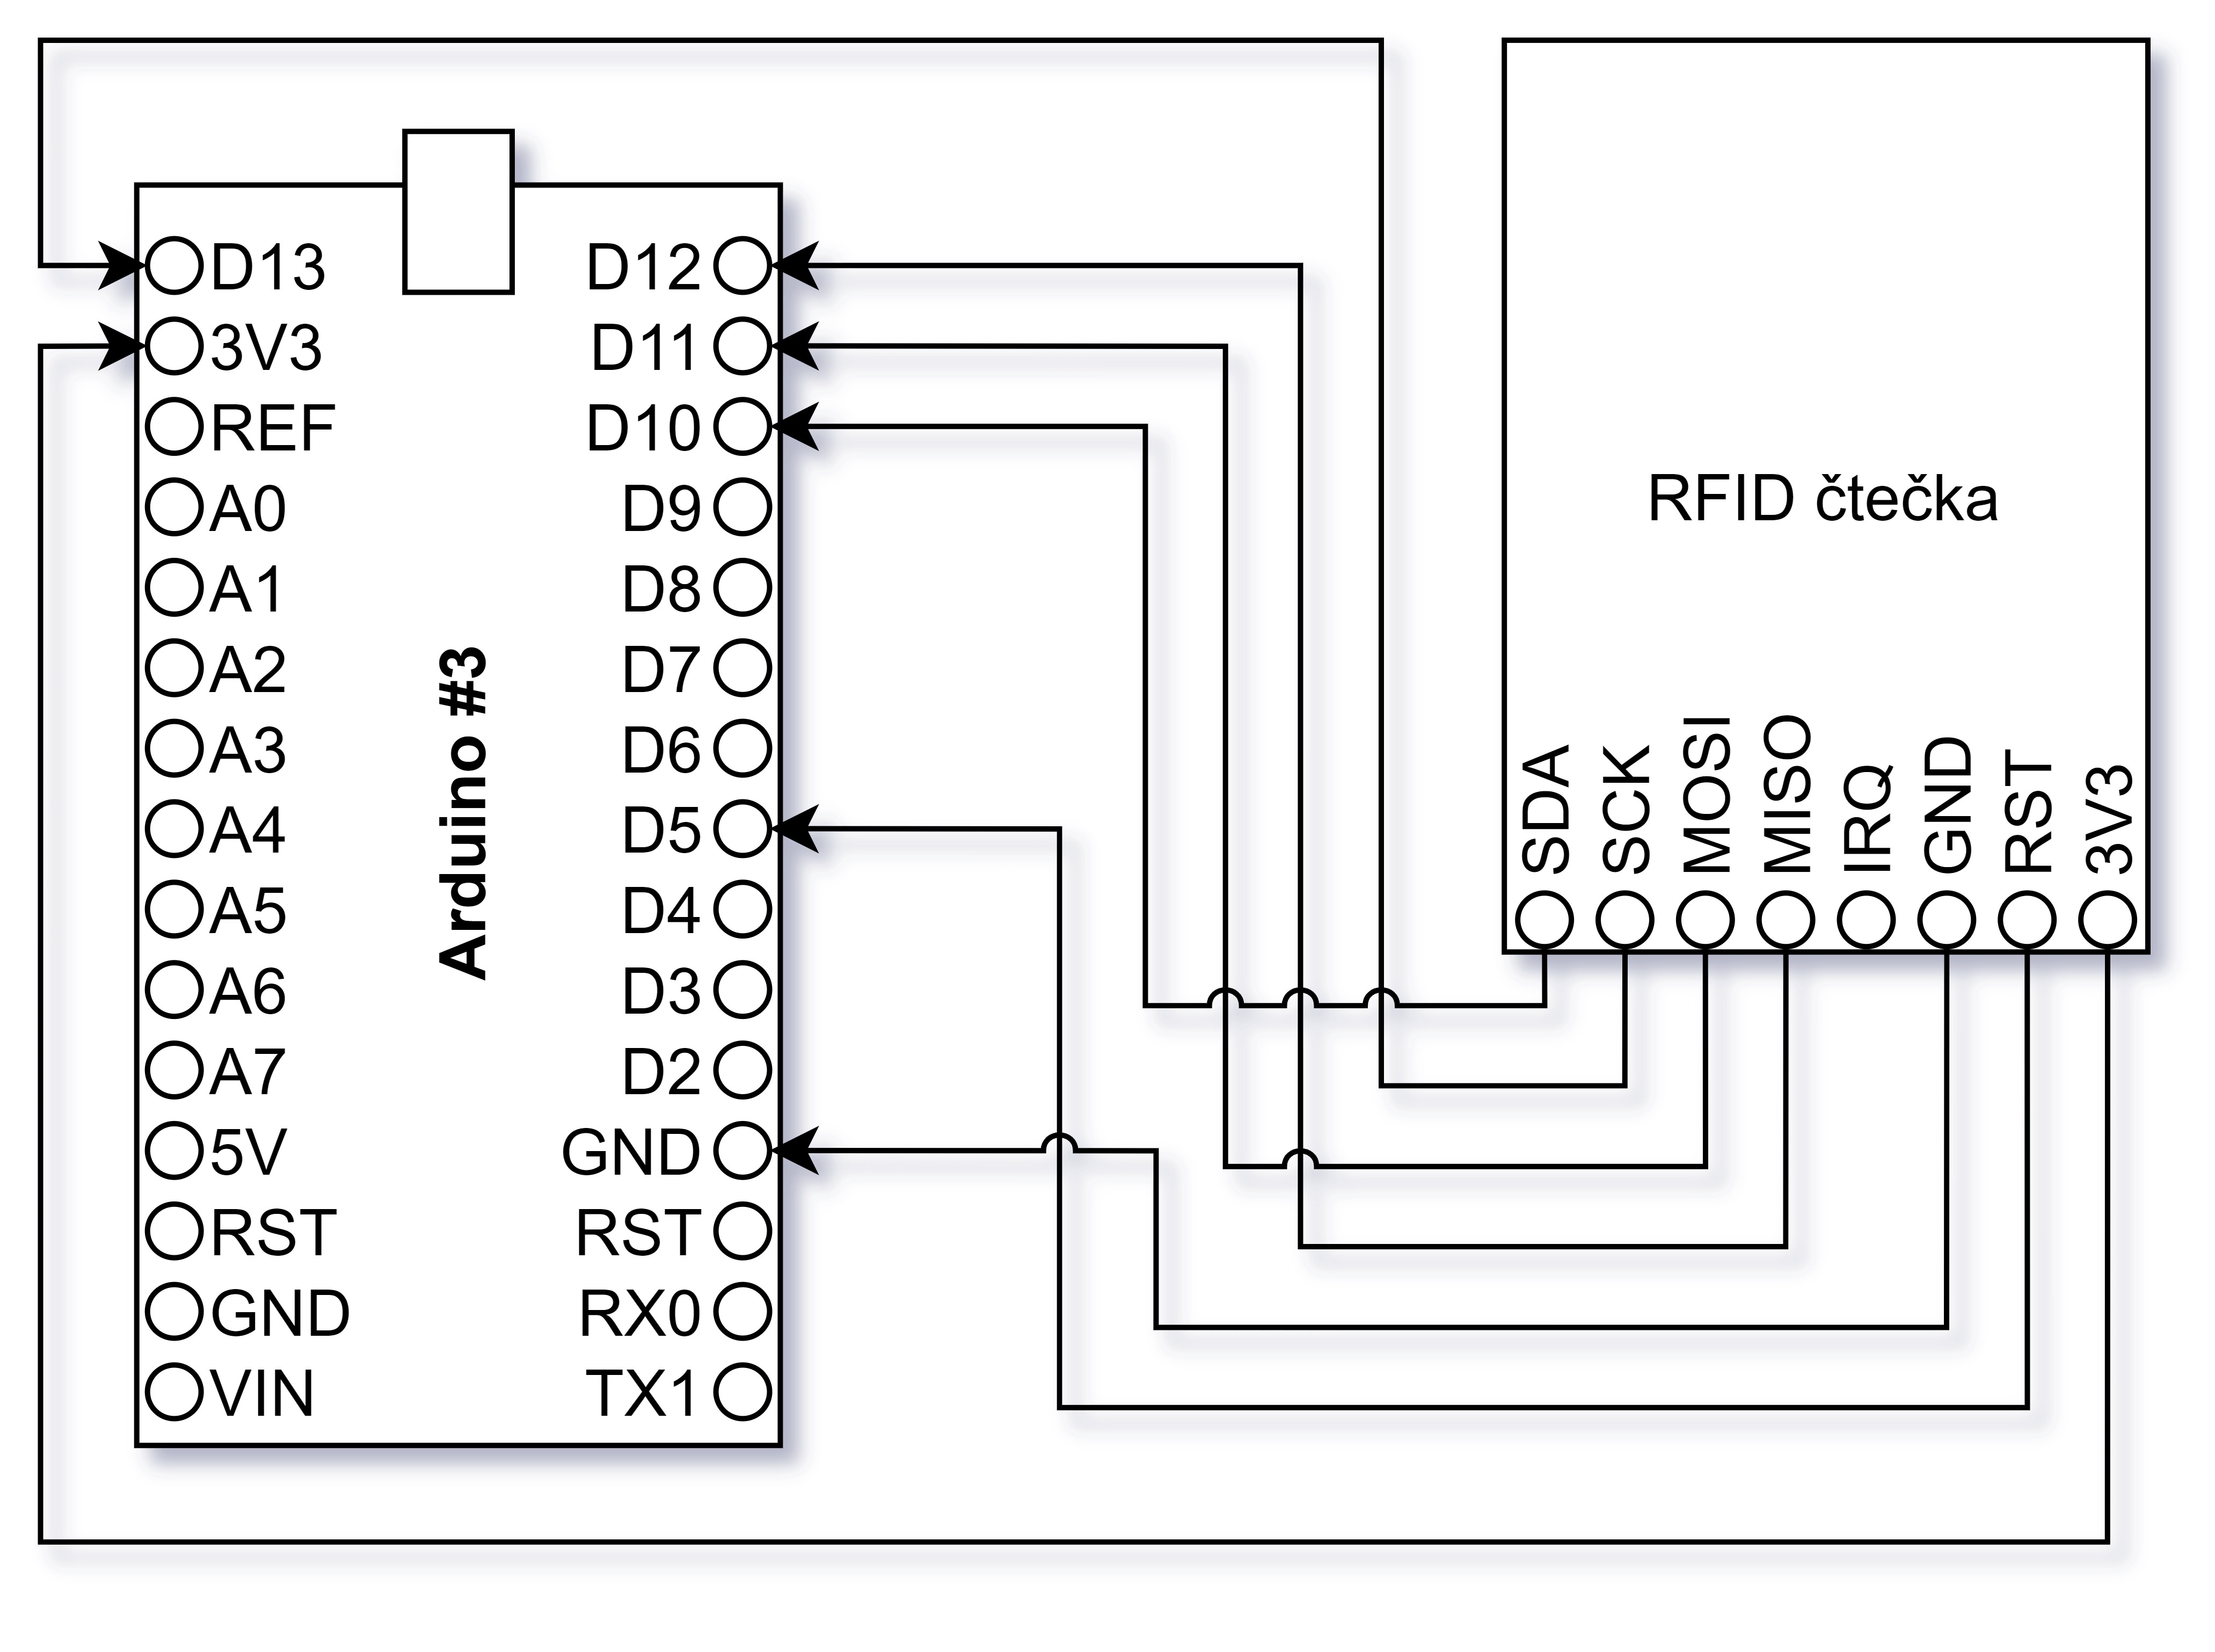 D13
3V3
REF
A0
A1
A2
A3
A4
A5
A6
A7
5V
RST
GND
VIN
Arduino #3
D12
D11
D10
D9
D8
D7
D6
D5
D4
D3
D2
GND
RST
RX0
TX1
RFID čtečka
SDA
SCK
MOSI
MISO
IRQ
GND
RST
3V3